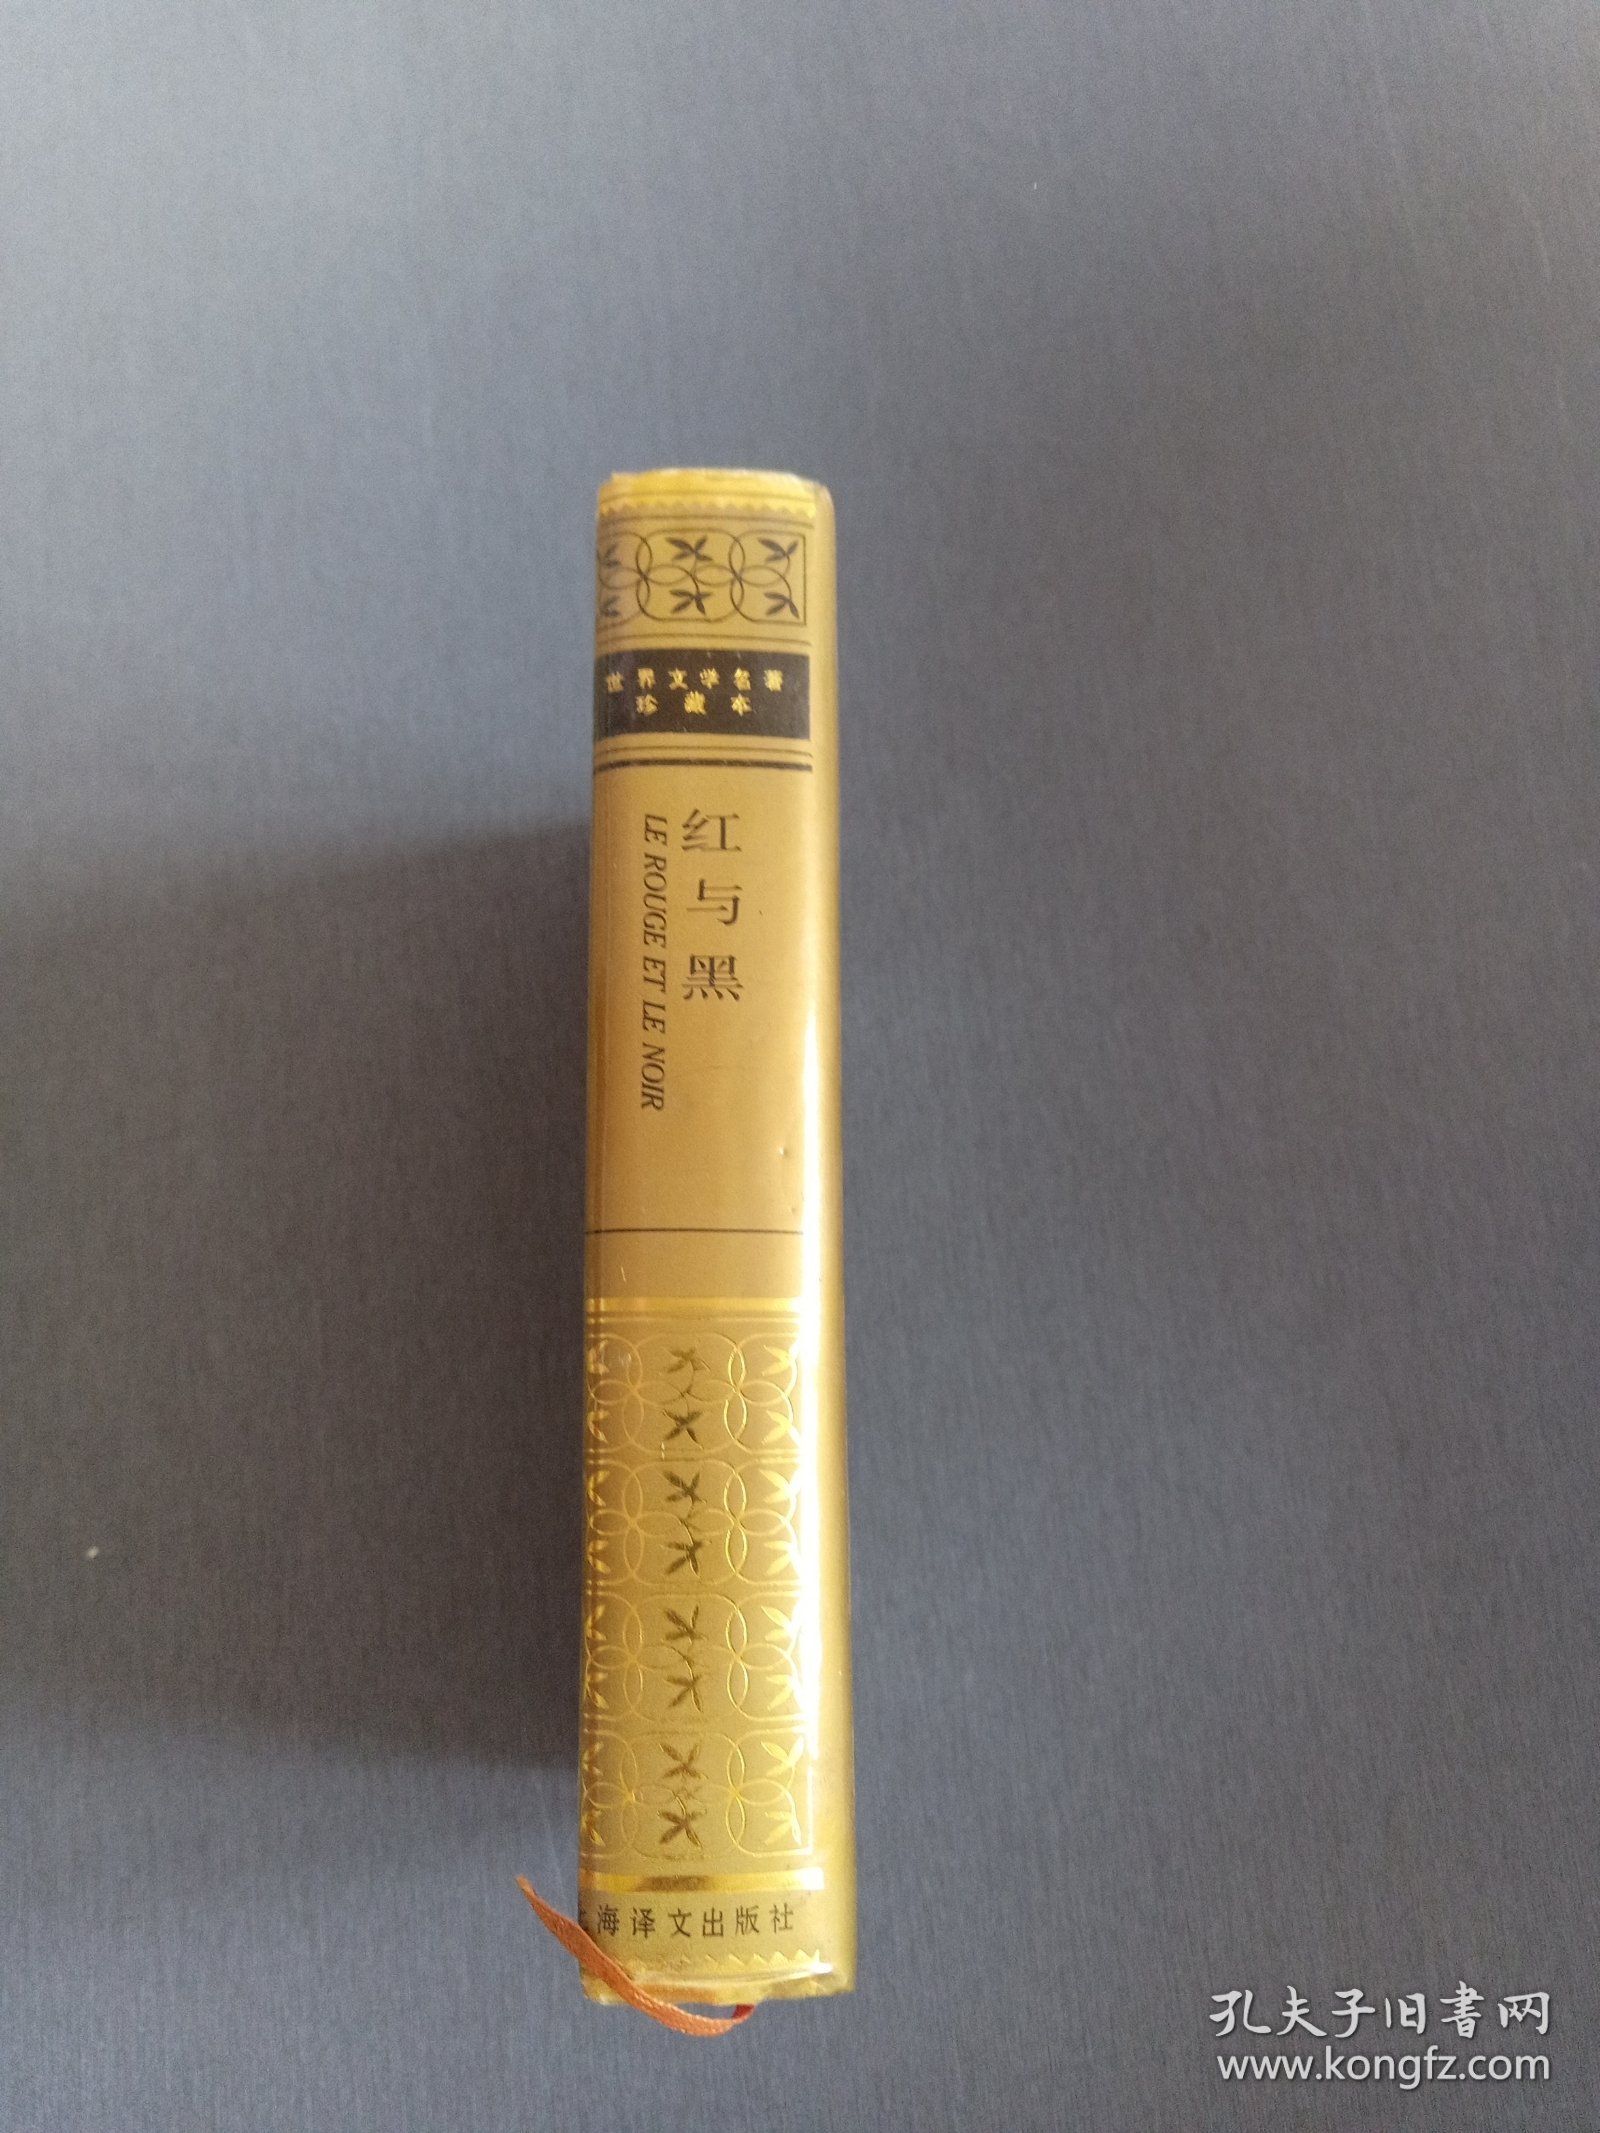 世界文学名著
珍藏本
红与黑
LE ROUGE ET LE NOIR
上海译文出版社
孔夫子旧书网
www.kongfz.com